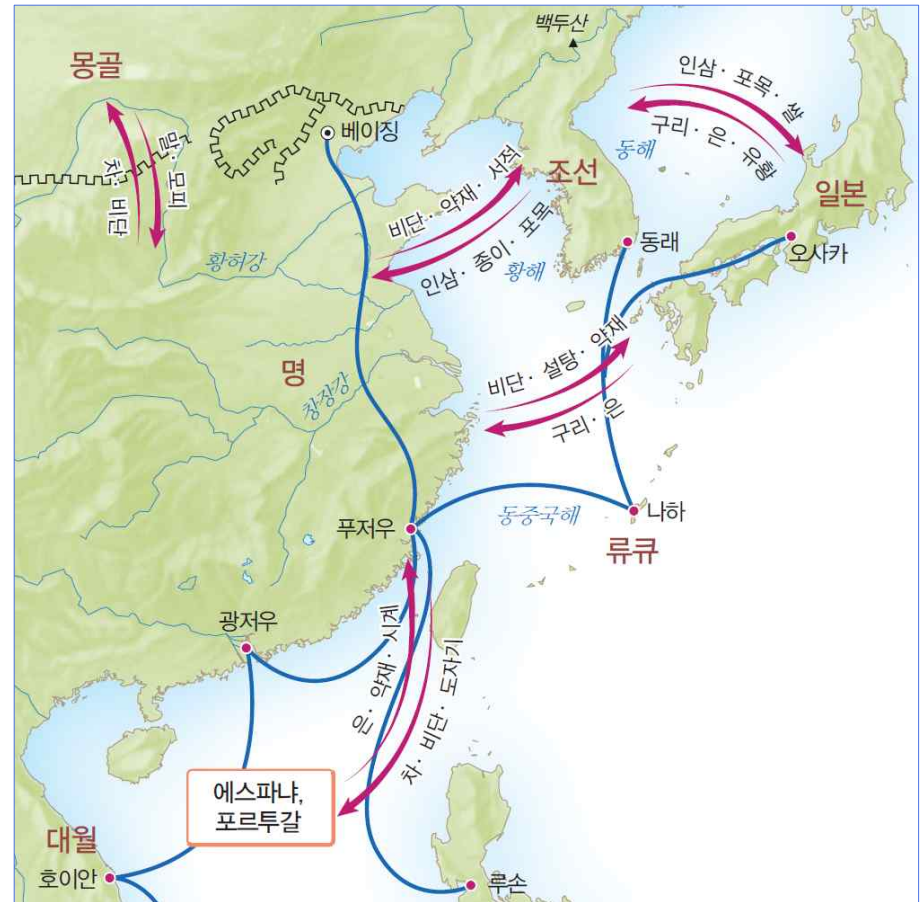 백두산
몽골
베이징
말·모피
차·비단
인삼·포목·쌀
구리·은·유황
동해
조선
일본
비단·약재·서적
인삼·종이·포목
황허강
황해
동래
오사카
명
창장강
비단·설탕·약재
구리·은
푸저우
동중국해
나하
류큐
광저우
은·약재·시계
차·비단·도자기
에스파냐,
포르투갈
대월
호이안
루손